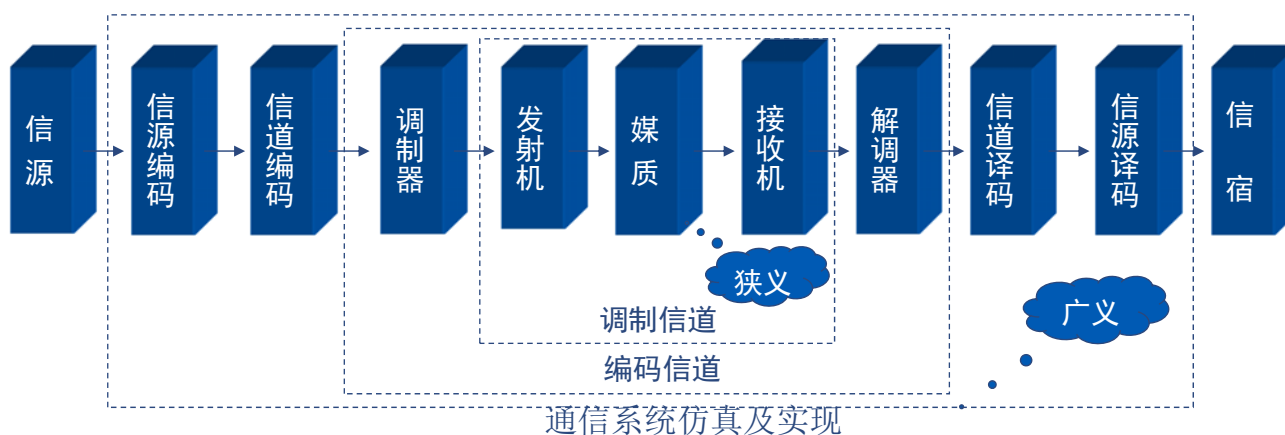 信源
信源编码
信道编码
调制器
发射机
媒质
接收机
解调器
信道译码
信源译码
信宿
狭义
广义
调制信道
编码信道
通信系统仿真及实现